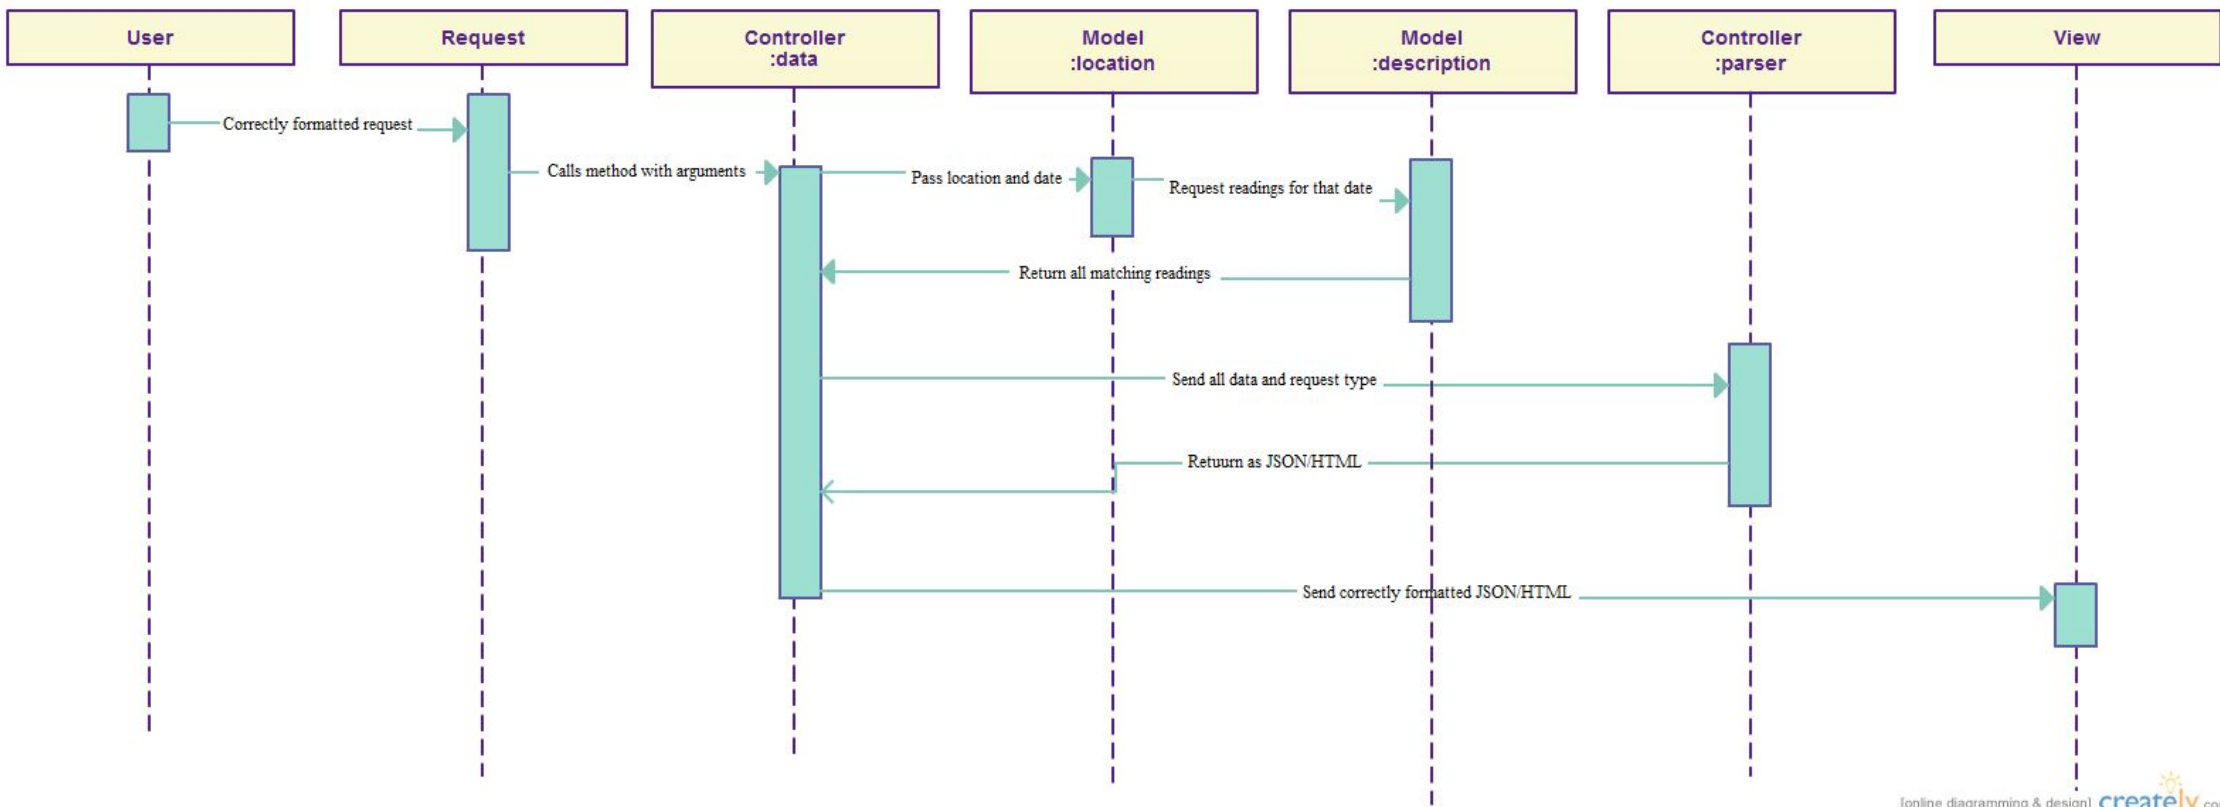 User
Request
Controller
:data
Model
:location
Model
:description
Controller
:parser
View
Correctly formatted request
Calls method with arguments
Pass location and date
Request readings for that date
Return all matching readings
Send all data and request type
Retuurn as JSON/HTML
Send correctly formatted JSON/HTML
[online diagramming & design] creately.com